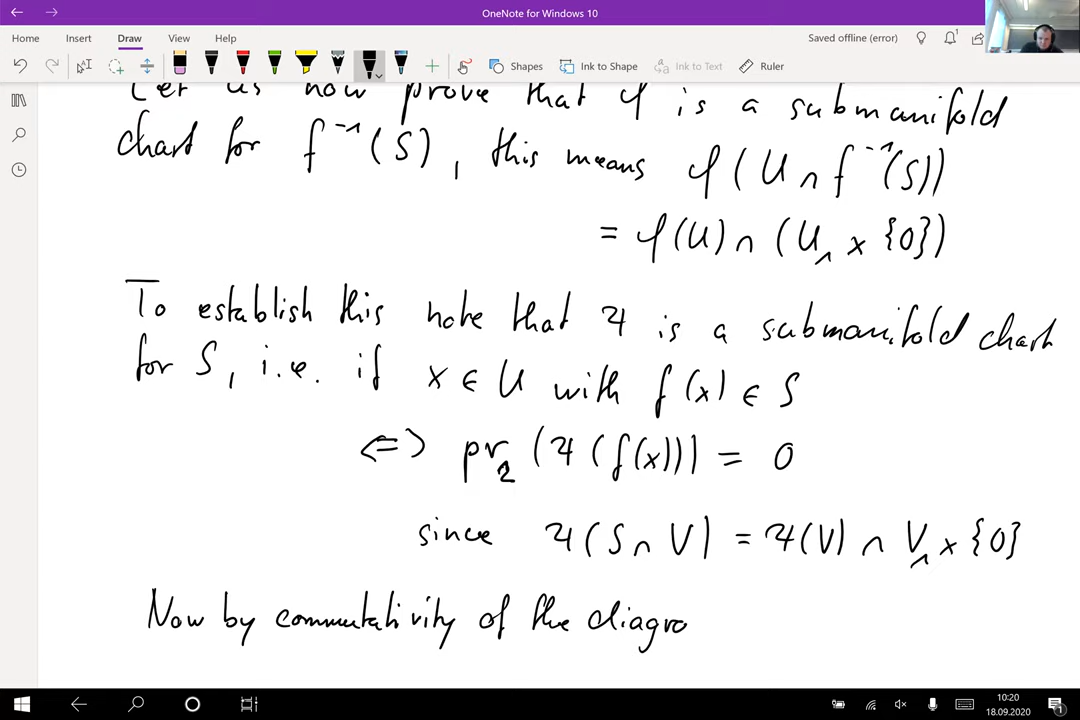 OneNote for Windows 10
Home Insert Draw View Help Saved offline (error)
Shapes Ink to Shape Ink to Text Ruler
Let us now prove that φ is a submanifold
chart for f⁻¹(S), this means φ(U∩f⁻¹(S))
= φ(U)∩(U₁×{0})
To establish this note that ψ is a submanifold chart
for S, i.e. if x∈U with f(x)∈S
⇔ pr₂(ψ(f(x))) = 0
since ψ(S∩V) = ψ(V)∩V₁×{0}
Now by commutativity of the diagra
10:20
18.09.2020